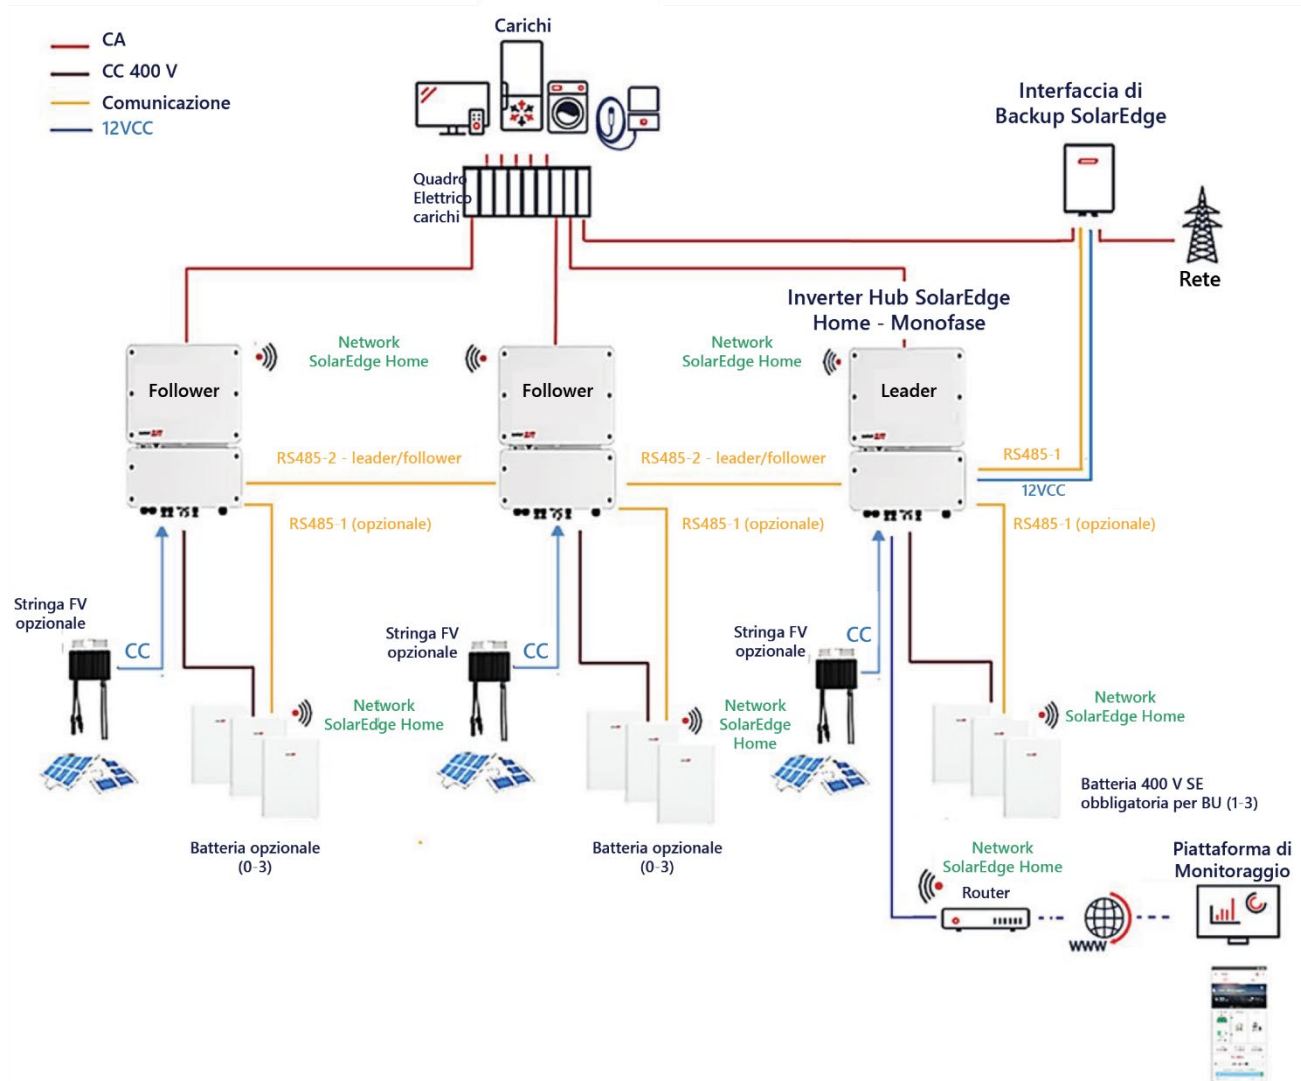 Carichi
CA
CC 400 V
Comunicazione
12VCC
Interfaccia di
Backup SolarEdge
Quadro
Elettrico
carichi
Rete
Inverter Hub SolarEdge
Home - Monofase
Network
SolarEdge Home
Network
SolarEdge Home
Follower
Follower
Leader
RS485-2 - leader/follower
RS485-2 - leader/follower
RS485-1
12VCC
RS485-1 (opzionale)
RS485-1 (opzionale)
RS485-1 (opzionale)
Stringa FV
opzionale
CC
Stringa FV
opzionale
CC
Stringa FV
opzionale
CC
Network
SolarEdge Home
Network
SolarEdge
Home
Network
SolarEdge Home
Batteria 400 V SE
obbligatoria per BU (1-3)
Batteria opzionale
(0-3)
Batteria opzionale
(0-3)
Network
SolarEdge Home
Router
www
Piattaforma di
Monitoraggio